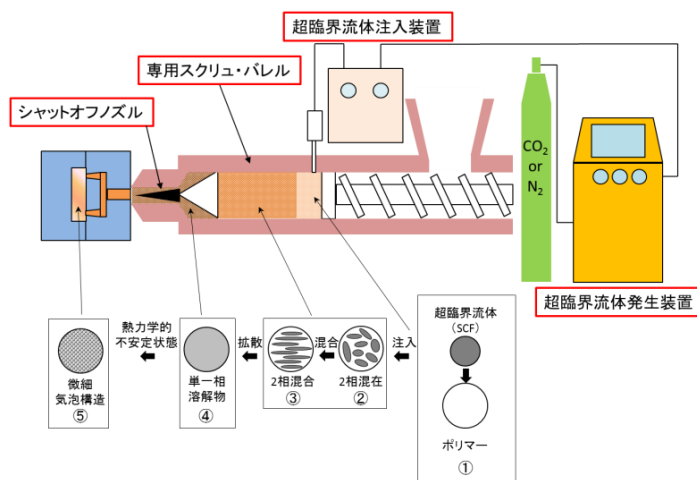 超臨界流体注入装置
専用スクリュ・バレル
シャットオフノズル
CO2
or
N2
超臨界流体発生装置
超臨界流体
(SCF)
ポリマー
①
注入
2相混在
②
混合
2相混合
③
拡散
単一相
溶解物
④
熱力学的
不安定状態
微細
気泡構造
⑤